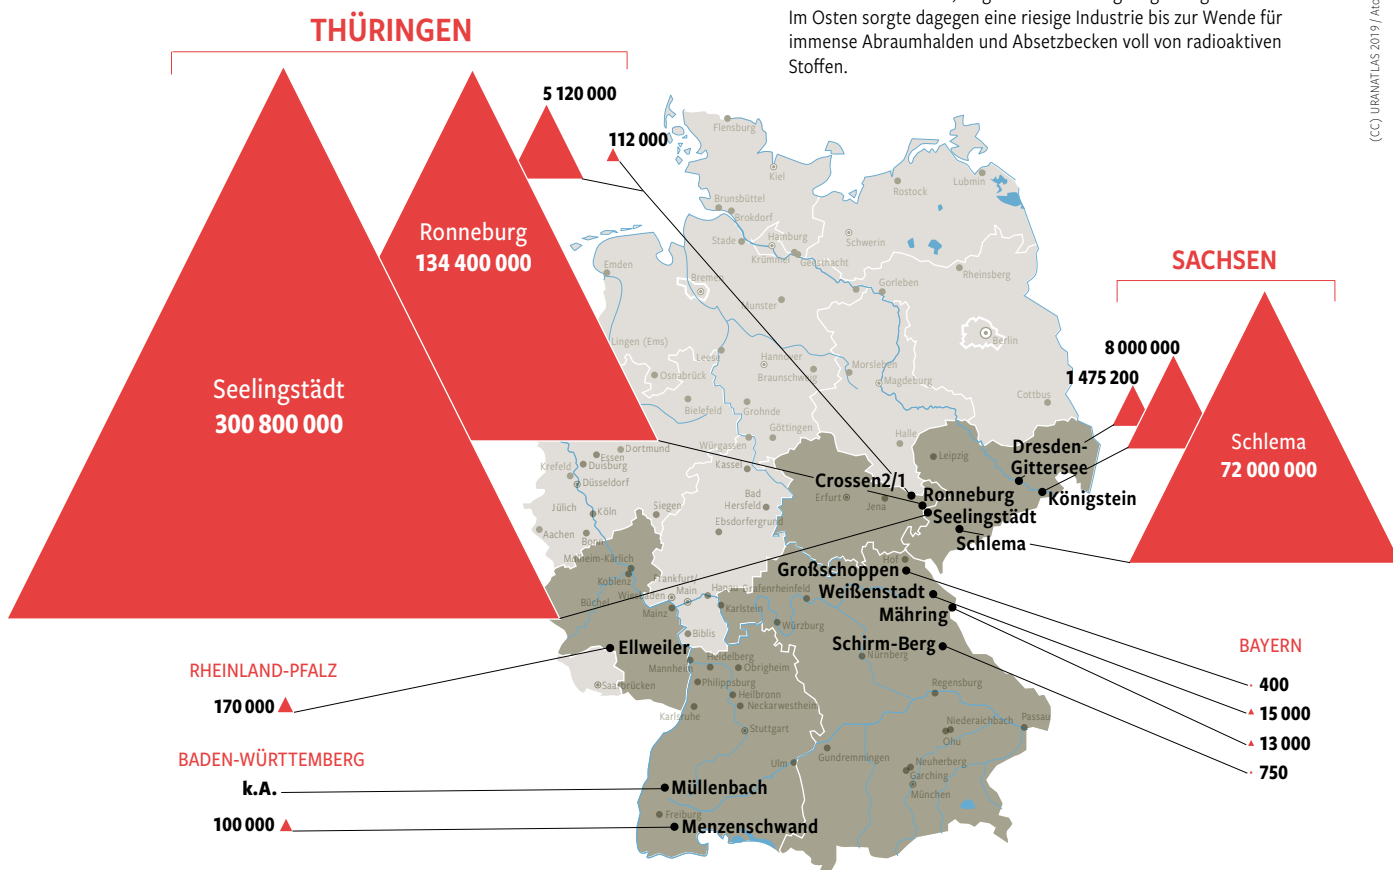 Im Osten sorgte dagegen eine riesige Industrie bis zur Wende für
immense Abraumhalden und Absetzbecken voll von radioaktiven
Stoffen.
(CC) URANATLAS 2019 /
THÜRINGEN
5 120 000
112 000
Ronneburg
134 400 000
Seelingstädt
300 800 000
SACHSEN
8 000 000
1 475 200
Schlema
72 000 000
Flensburg
Kiel
Lubmin
Rostock
Brunsbüttel
Brokdorf
Stade
Hamburg
Schwerin
Krümmel
Geesthacht
Emden
Bremen
Rheinsberg
Gorleben
Munster
Berlin
Lingen (Ems)
Leese
Hannover
Braunschweig
Morsleben
Magdeburg
Osnabrück
Cottbus
Bielefeld
Grohnde
Göttingen
Halle
Würgassen
Dortmund
Essen
Duisburg
Krefeld
Düsseldorf
Kassel
Leipzig
Dresden-
Gittersee
Königstein
Crossen2/1
Ronneburg
Seelingstädt
Schlema
Erfurt
Jena
Bad
Hersfeld
Siegen
Jülich
Köln
Ebsdorfergrund
Aachen
Bonn
Mülheim-Kärlich
Koblenz
Hof
Großschoppen
Weißenstadt
Mähring
Schirm-Berg
Frankfurt/
Main
Wiesbaden
Hanau
Grafenrheinfeld
Büchel
Mainz
Karlstein
Würzburg
Biblis
Ellweiler
Nürnberg
Mannheim
Heidelberg
Obrigheim
Philippsburg
Saarbrücken
Heilbronn
Neckarwestheim
Karlsruhe
Stuttgart
Regensburg
Niederaichbach
Passau
Ohu
Gundremmingen
Ulm
Neuherberg
Garching
München
Müllenbach
Freiburg
Menzenschwand
RHEINLAND-PFALZ
170 000
BADEN-WÜRTTEMBERG
k.A.
100 000
BAYERN
400
15 000
13 000
750